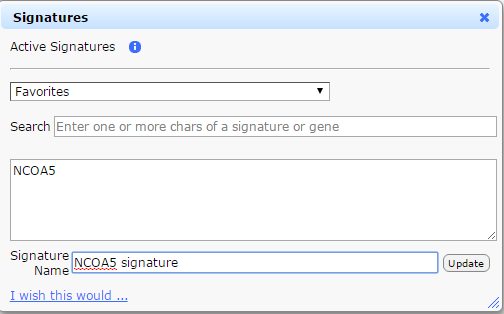 Signatures
Active Signatures
Favorites
Search Enter one or more chars of a signature or gene
NCOA5
Signature
Name NCOA5 signature Update
I wish this would ...